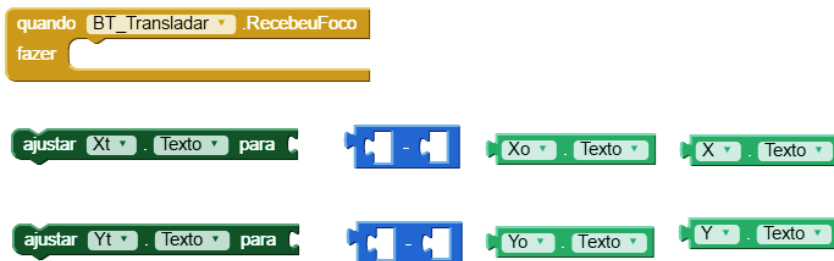 quando BT_Transladar .RecebeuFoco
fazer
ajustar Xt . Texto para - Xo . Texto X . Texto
ajustar Yt . Texto para - Yo . Texto Y . Texto